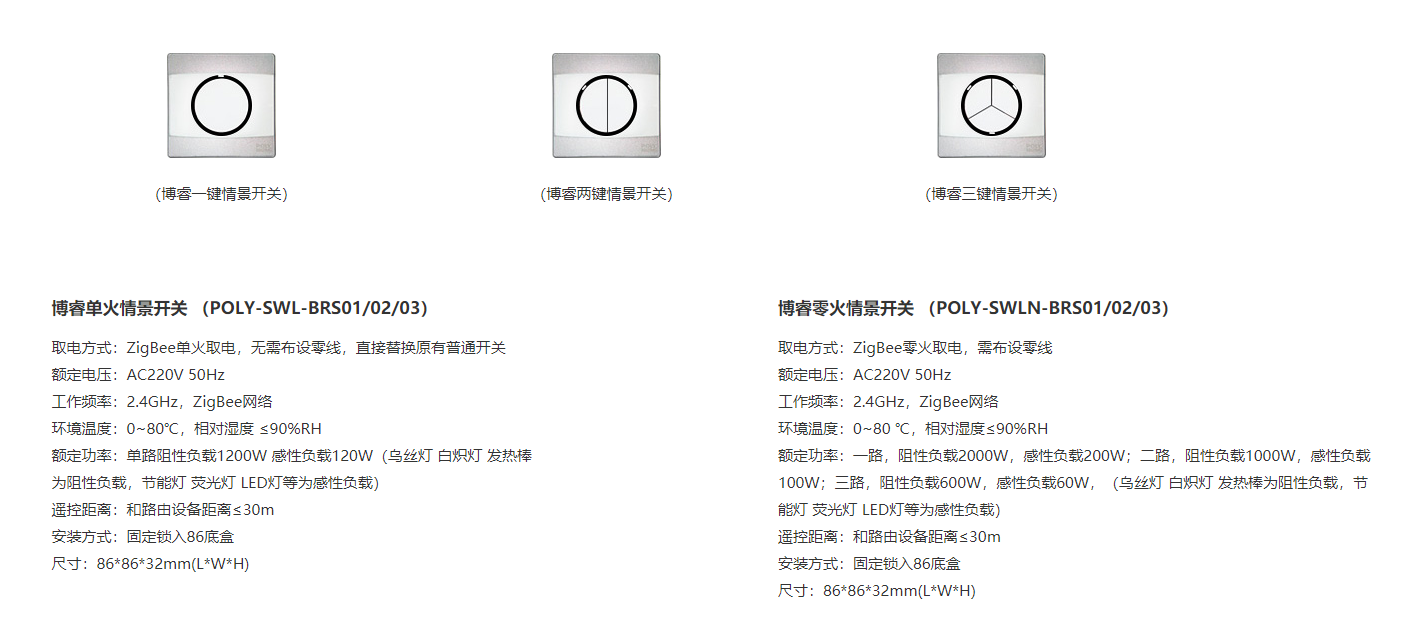 (博睿一键情景开关)
(博睿两键情景开关)
(博睿三键情景开关)
博睿单火情景开关 （POLY-SWL-BRS01/02/03）
取电方式：ZigBee单火取电，无需布设零线，直接替换原有普通开关
额定电压：AC220V 50Hz
工作频率：2.4GHz，ZigBee网络
环境温度：0~80℃，相对湿度 ≤90%RH
额定功率：单路阻性负载1200W 感性负载120W（乌丝灯 白炽灯 发热棒
为阻性负载，节能灯 荧光灯 LED灯等为感性负载）
遥控距离：和路由设备距离≤30m
安装方式：固定锁入86底盒
尺寸：86*86*32mm(L*W*H)
博睿零火情景开关 （POLY-SWLN-BRS01/02/03）
取电方式：ZigBee零火取电，需布设零线
额定电压：AC220V 50Hz
工作频率：2.4GHz，ZigBee网络
环境温度：0~80 ℃，相对湿度≤90%RH
额定功率：一路，阻性负载2000W，感性负载200W；二路，阻性负载1000W，感性负载
100W；三路，阻性负载600W，感性负载60W，（乌丝灯 白炽灯 发热棒为阻性负载，节
能灯 荧光灯 LED灯等为感性负载）
遥控距离：和路由设备距离≤30m
安装方式：固定锁入86底盒
尺寸：86*86*32mm(L*W*H)